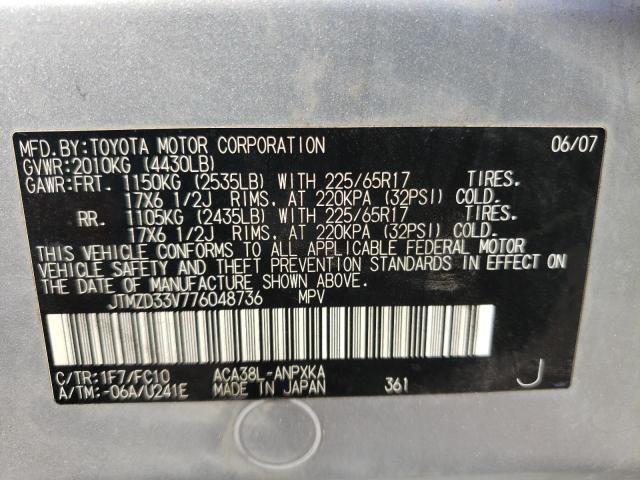 MFD.BY:TOYOTA MOTOR CORPORATION 06/07
GVWR:2010KG (4430LB)
GAWR:FRT. 1150KG (2535LB) WITH 225/65R17 TIRES.
17X6 1/2J RIMS. AT 220KPA (32PSI) COLD.
RR. 1105KG (2435LB) WITH 225/65R17 TIRES.
17X6 1/2J RIMS. AT 220KPA (32PSI) COLD.
THIS VEHICLE CONFORMS TO ALL APPLICABLE FEDERAL MOTOR
VEHICLE SAFETY AND THEFT PREVENTION STANDARDS IN EFFECT ON
THE DATE OF MANUFACTURE SHOWN ABOVE.
JTMZD33V776048736 MPV
C/TR:1F7/FC10 ACA38L-ANPXKA
A/TM:-06A/U241E MADE IN JAPAN 361 J